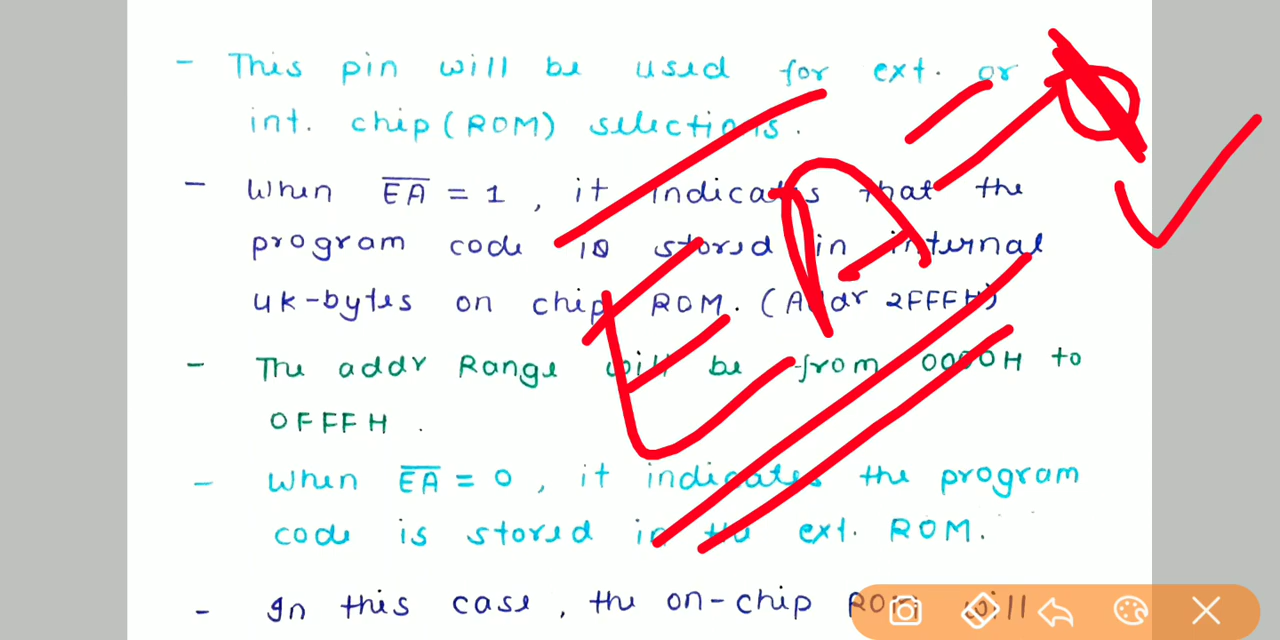 - This pin will be used for ext. or
int. chip (ROM) selections.
- When E̅A̅ = 1, it indicates that the
program code is stored in internal
4k-bytes on chip ROM. (Addr 2FFFH)
- The addr Range will be from 0000H to
0FFFH.
- When E̅A̅ = 0, it indicates the program
code is stored in the ext. ROM.
- In this case, the on-chip ROM will
EA